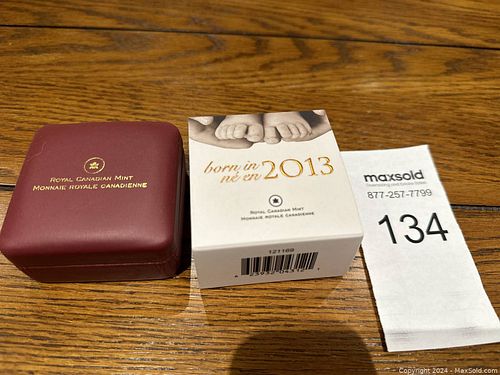 ROYAL CANADIAN MINT
MONNAIE ROYALE CANADIENNE
born in
né en 2013
ROYAL CANADIAN MINT
MONNAIE ROYALE CANADIENNE
121169
maxsold
877-257-7799
134
Copyright 2024 - MaxSold.com